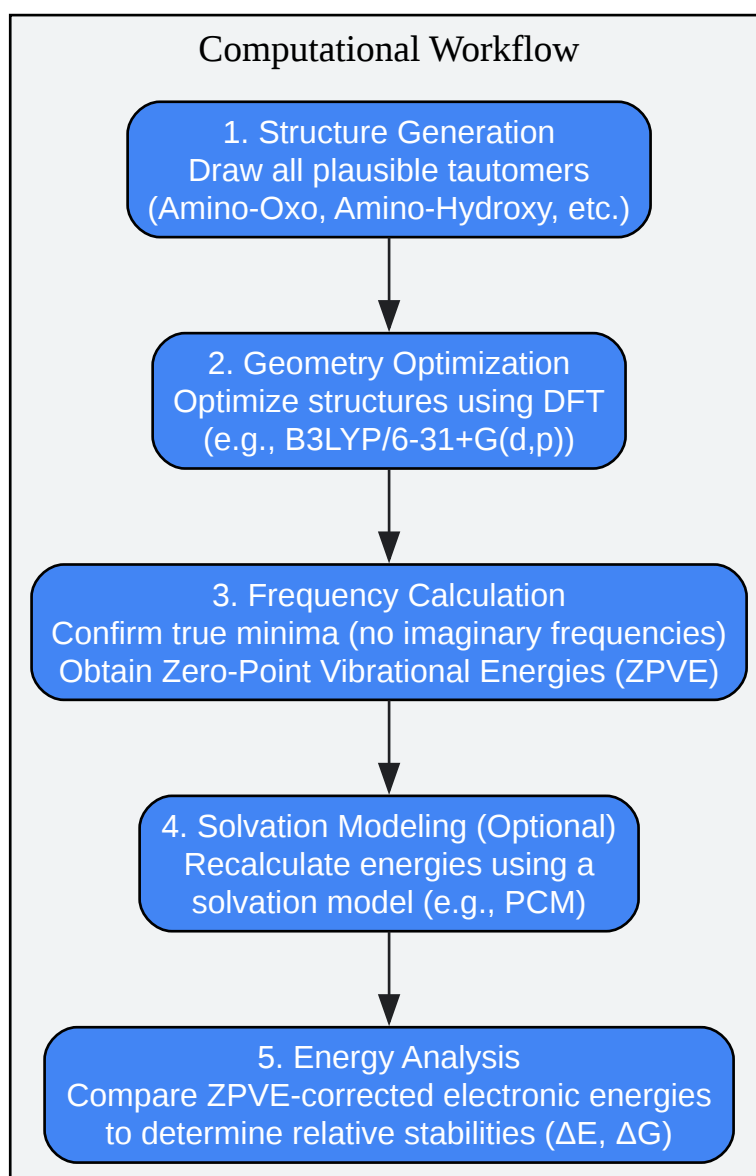 Computational Workflow
1. Structure Generation
Draw all plausible tautomers
(Amino-Oxo, Amino-Hydroxy, etc.)
2. Geometry Optimization
Optimize structures using DFT
(e.g., B3LYP/6-31+G(d,p))
3. Frequency Calculation
Confirm true minima (no imaginary frequencies)
Obtain Zero-Point Vibrational Energies (ZPVE)
4. Solvation Modeling (Optional)
Recalculate energies using a
solvation model (e.g., PCM)
5. Energy Analysis
Compare ZPVE-corrected electronic energies
to determine relative stabilities (ΔE, ΔG)